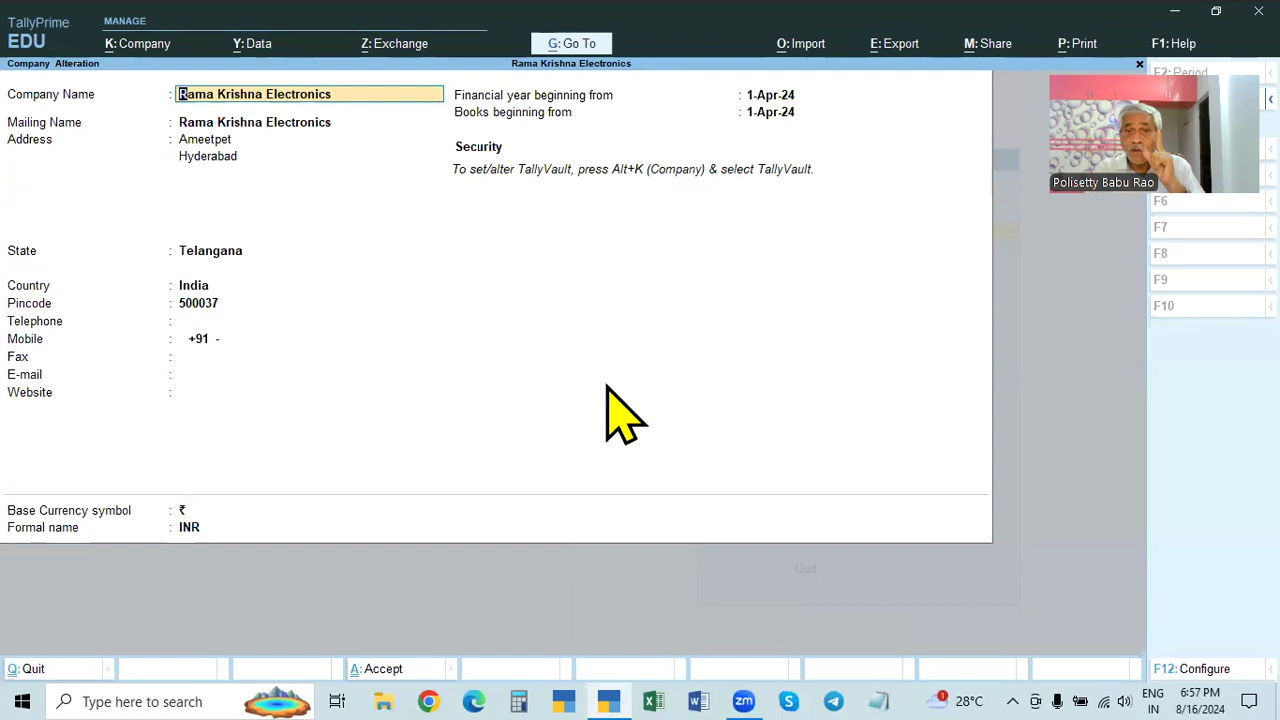 TallyPrime
EDU
MANAGE
K: Company
Y: Data
Z: Exchange
G: Go To
O: Import
E: Export
M: Share
P: Print
F1: Help
Company Alteration
Rama Krishna Electronics
F2: Period
Company Name : Rama Krishna Electronics
Mailing Name : Rama Krishna Electronics
Address : Ameetpet
Hyderabad
State : Telangana
Country : India
Pincode : 500037
Telephone :
Mobile : +91 -
Fax :
E-mail :
Website :
Financial year beginning from : 1-Apr-24
Books beginning from : 1-Apr-24
Security
To set/alter TallyVault, press Alt+K (Company) & select TallyVault.
Polisetty Babu Rao
F6
F7
F8
F9
F10
Base Currency symbol : ₹
Formal name : INR
Quit
Q: Quit
A: Accept
F12: Configure
Type here to search
1
28°C
ENG
IN
6:57 PM
8/16/2024